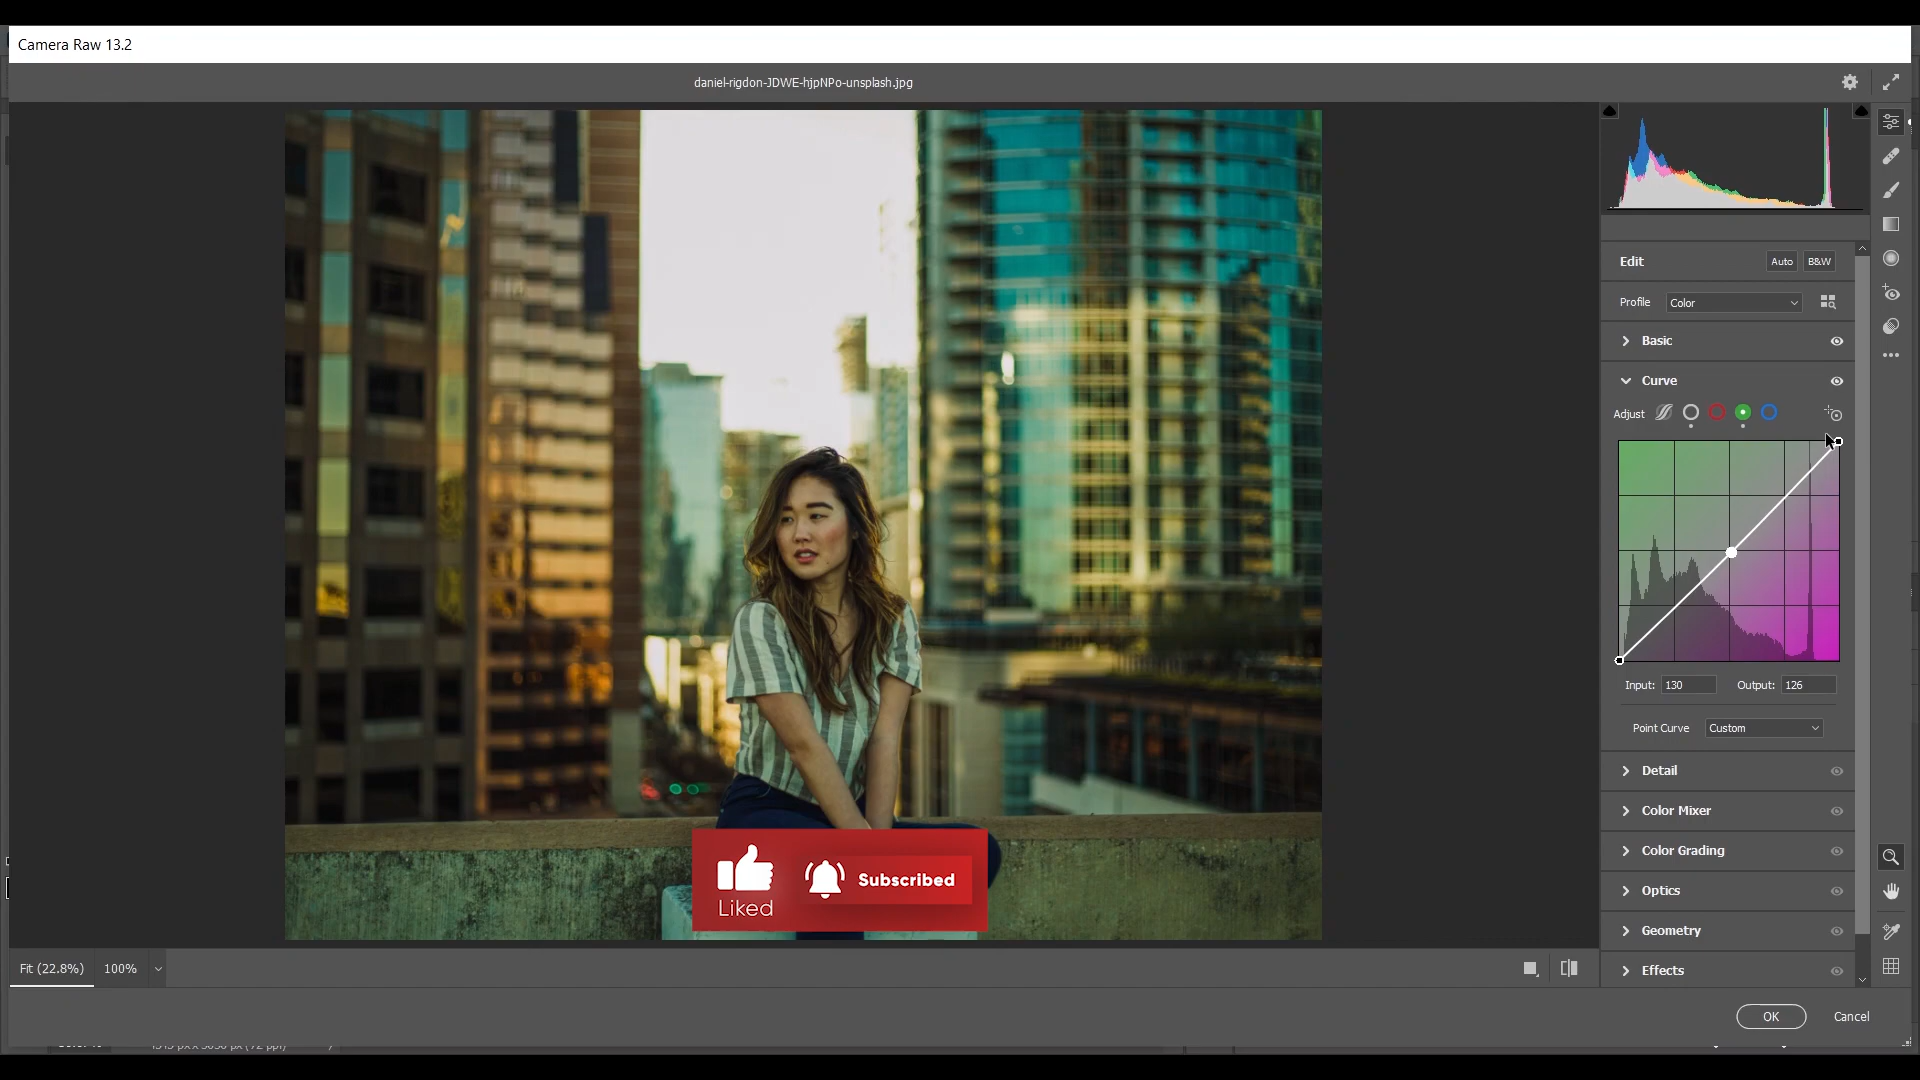 Camera Raw 13.2
daniel-rigdon-JDWE-hjpNPo-unsplash.jpg
Edit
Auto
B&W
Profile
Color
Basic
Curve
Adjust
Input: 130
Output: 126
Point Curve
Custom
Detail
Color Mixer
Color Grading
Optics
Geometry
Effects
Liked
Subscribed
Fit (22.8%)
100%
OK
Cancel